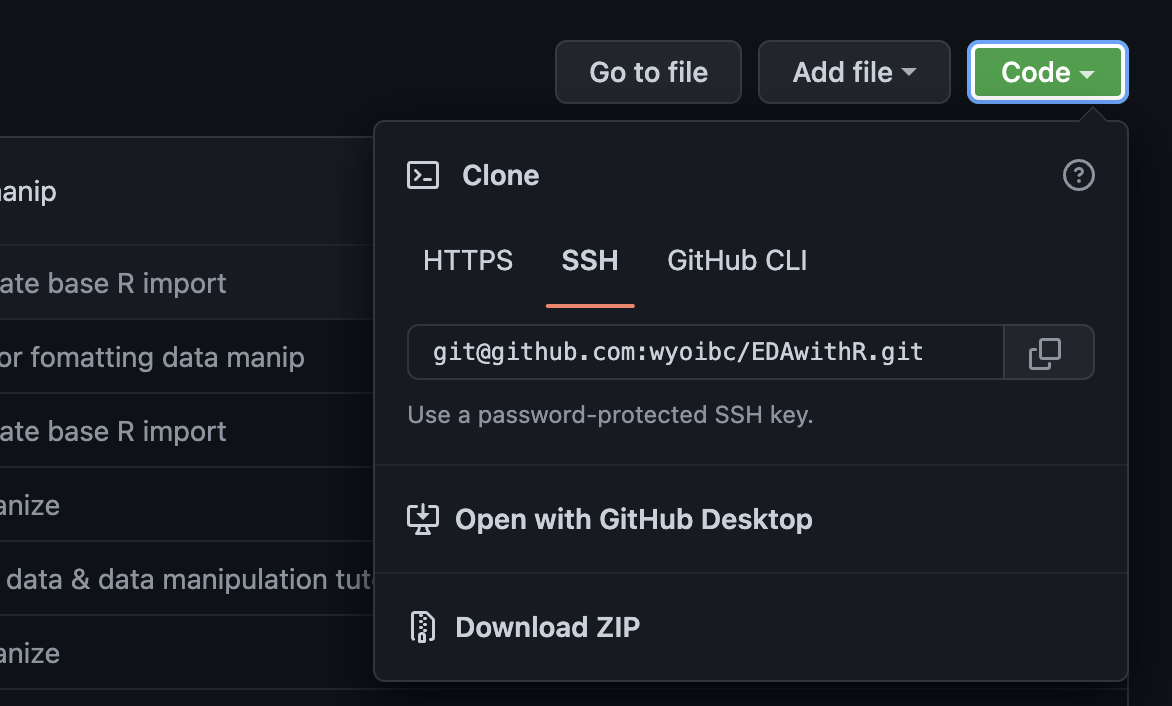 Go to file Add file Code
Clone
anip
HTTPS SSH GitHub CLI
ate base R import
git@github.com:wyoibc/EDAwithR.git
or fomatting data manip
Use a password-protected SSH key.
ate base R import
anize
Open with GitHub Desktop
data & data manipulation tut
Download ZIP
anize